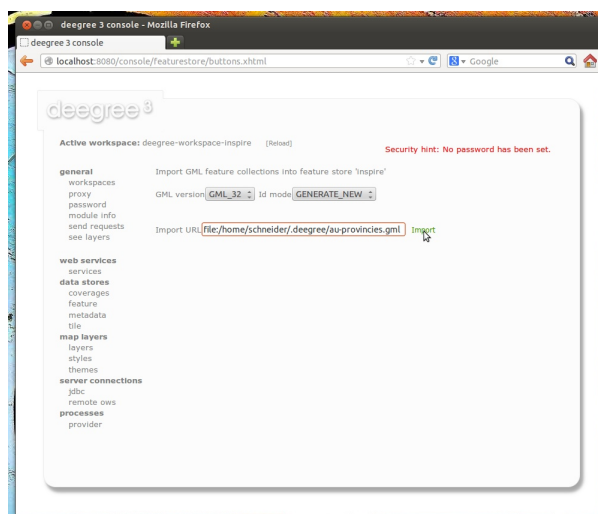 deegree 3 console - Mozilla Firefox
deegree 3 console
localhost:8080/console/featurestore/buttons.xhtml
Google
deegree 3
Active workspace: deegree-workspace-inspire [Reload]
Security hint: No password has been set.
general
workspaces
proxy
password
module info
send requests
see layers
web services
services
data stores
coverages
feature
metadata
tile
map layers
layers
styles
themes
server connections
jdbc
remote ows
processes
provider
Import GML feature collections into feature store 'inspire'
GML version GML_32 Id mode GENERATE_NEW
Import URL file:/home/schneider/.deegree/au-provincies.gml Import